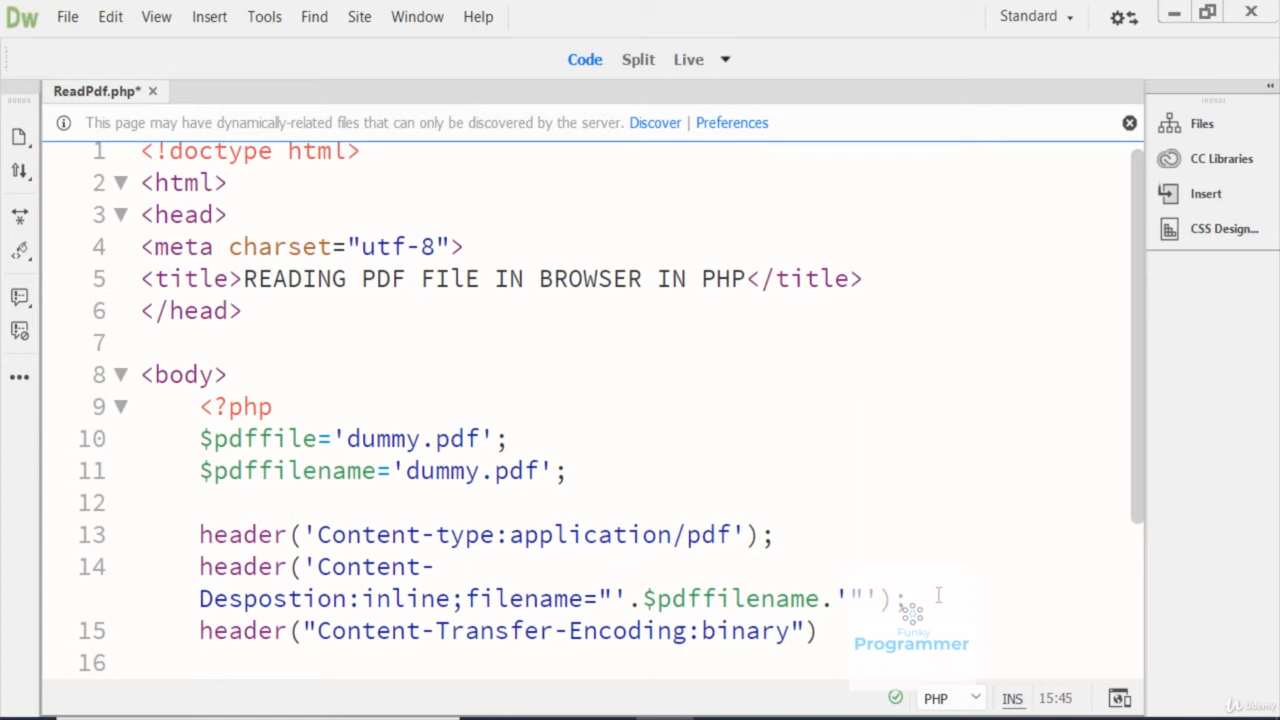 Dw File Edit View Insert Tools Find Site Window Help Standard
Code Split Live
ReadPdf.php*
This page may have dynamically-related files that can only be discovered by the server. Discover | Preferences
1 <!doctype html>
2 <html>
3 <head>
4 <meta charset="utf-8">
5 <title>READING PDF FIlE IN BROWSER IN PHP</title>
6 </head>
7
8 <body>
9 <?php
10 $pdffile='dummy.pdf';
11 $pdffilename='dummy.pdf';
12
13 header('Content-type:application/pdf');
14 header('Content-
Despostion:inline;filename="'.$pdffilename.'"');
15 header("Content-Transfer-Encoding:binary")
16
Files
CC Libraries
Insert
CSS Design...
Funky
Programmer
PHP INS 15:45
Udemy